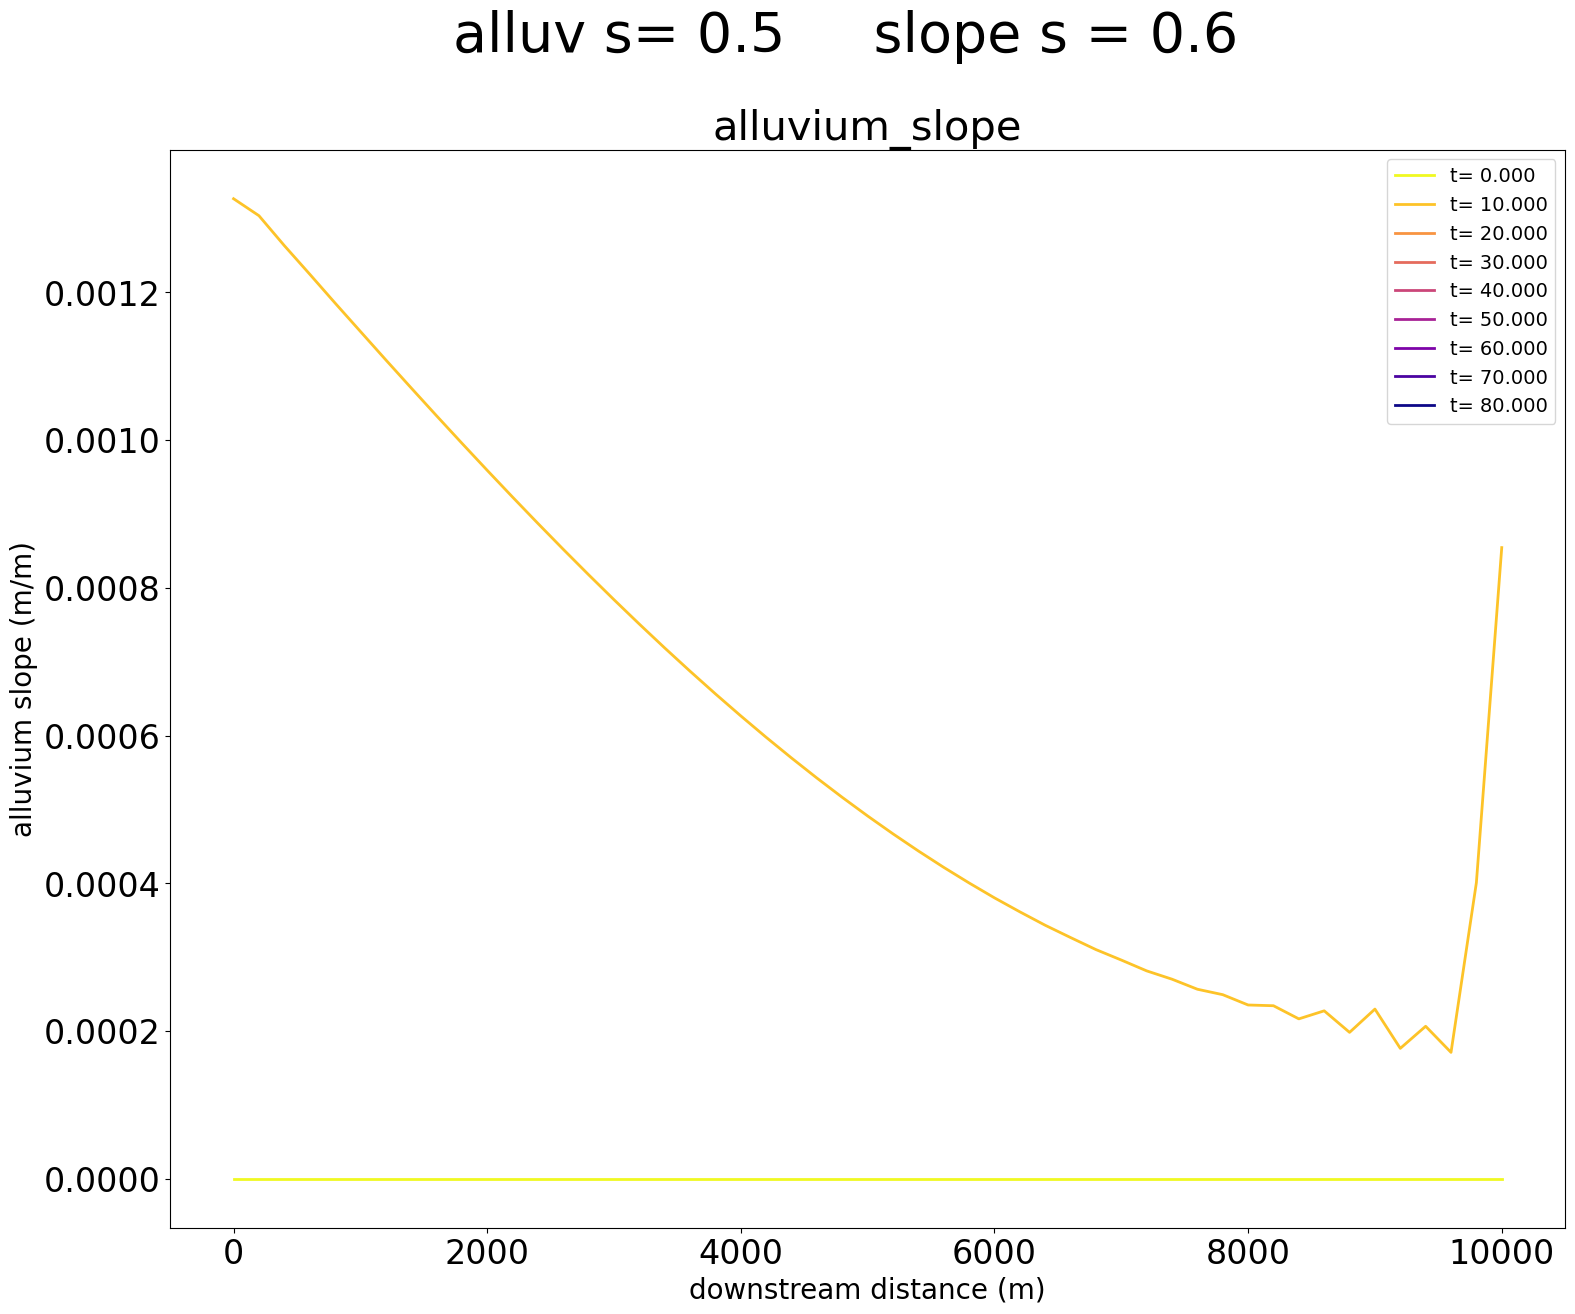 alluv s= 0.5     slope s = 0.6
alluvium_slope
t= 0.000
t= 10.000
t= 20.000
t= 30.000
t= 40.000
t= 50.000
t= 60.000
t= 70.000
t= 80.000
alluvium slope (m/m)
0.0012
0.0010
0.0008
0.0006
0.0004
0.0002
0.0000
0 2000 4000 6000 8000 10000
downstream distance (m)